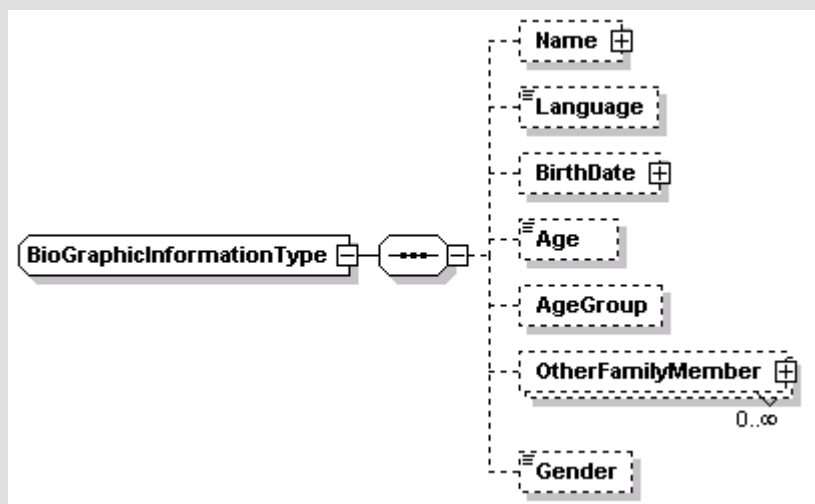 Name
Language
BirthDate
Age
BioGraphicInformationType
AgeGroup
OtherFamilyMember
0..∞
Gender